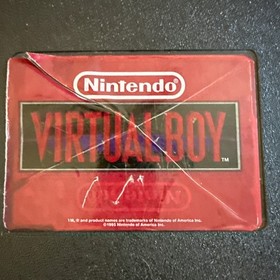 Nintendo
VIRTUAL BOY
TM
TM, ® and product names are trademarks of Nintendo of America Inc.
©1995 Nintendo of America Inc.